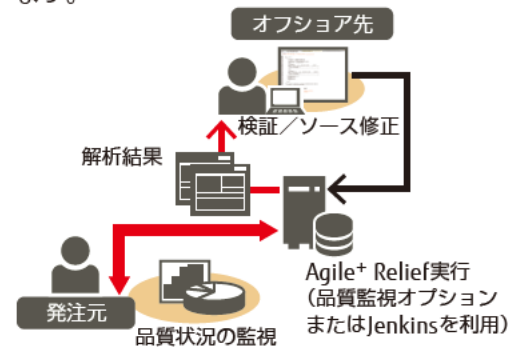 ます。
オフショア先
検証／ソース修正
解析結果
Agile⁺ Relief実行
（品質監視オプション
またはJenkinsを利用）
発注元
品質状況の監視